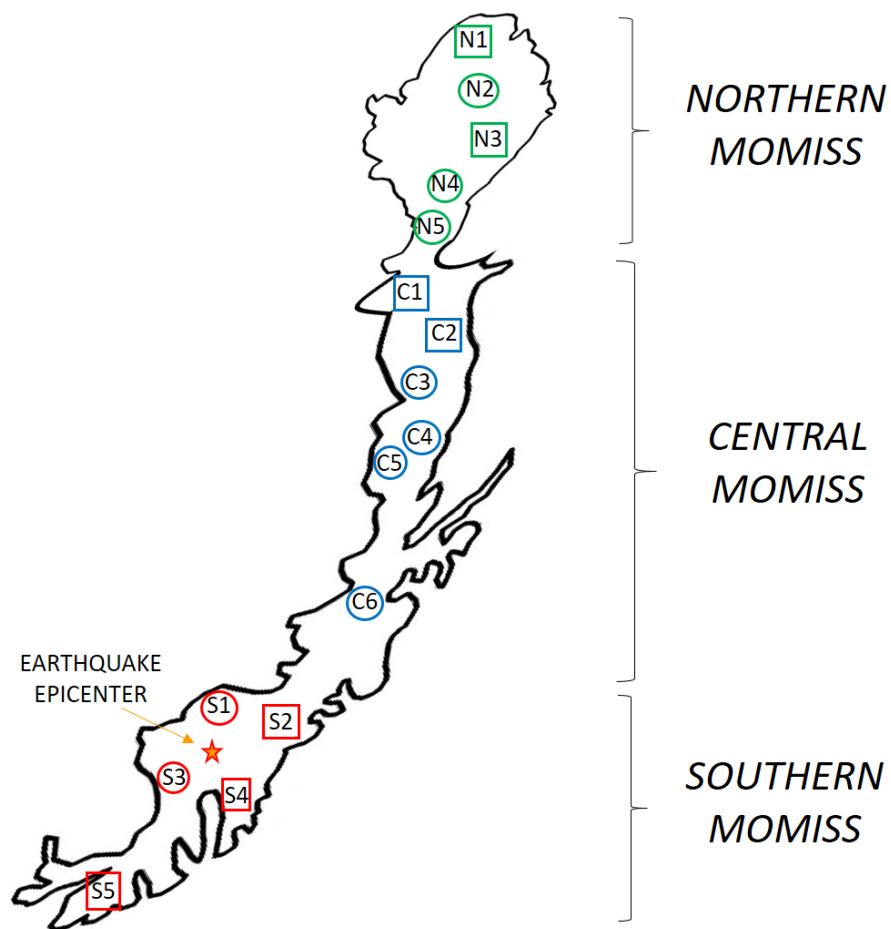 N1
N2
N3
N4
N5
NORTHERN
MOMISS
C1
C2
C3
C4
C5
C6
CENTRAL
MOMISS
EARTHQUAKE
EPICENTER
S1
S2
S3
S4
S5
SOUTHERN
MOMISS